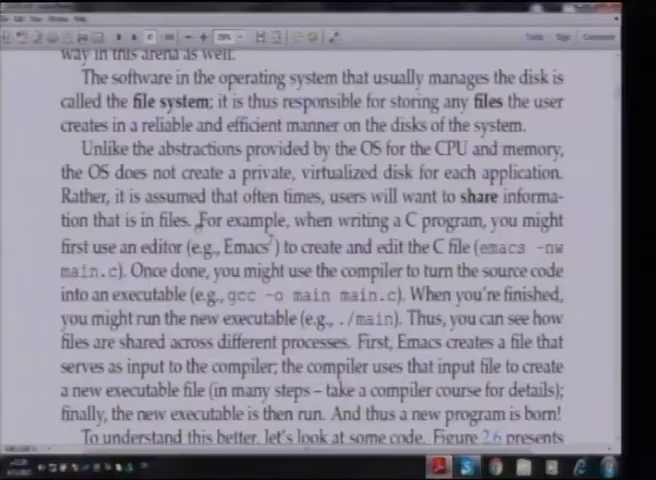 way in this arena as well.
The software in the operating system that usually manages the disk is
called the file system; it is thus responsible for storing any files the user
creates in a reliable and efficient manner on the disks of the system.
Unlike the abstractions provided by the OS for the CPU and memory,
the OS does not create a private, virtualized disk for each application.
Rather, it is assumed that often times, users will want to share informa-
tion that is in files. For example, when writing a C program, you might
first use an editor (e.g., Emacs7) to create and edit the C file (emacs -nw
main.c). Once done, you might use the compiler to turn the source code
into an executable (e.g., gcc -o main main.c). When you're finished,
you might run the new executable (e.g., ./main). Thus, you can see how
files are shared across different processes. First, Emacs creates a file that
serves as input to the compiler; the compiler uses that input file to create
a new executable file (in many steps – take a compiler course for details);
finally, the new executable is then run. And thus a new program is born!
To understand this better, let's look at some code. Figure 2.6 presents